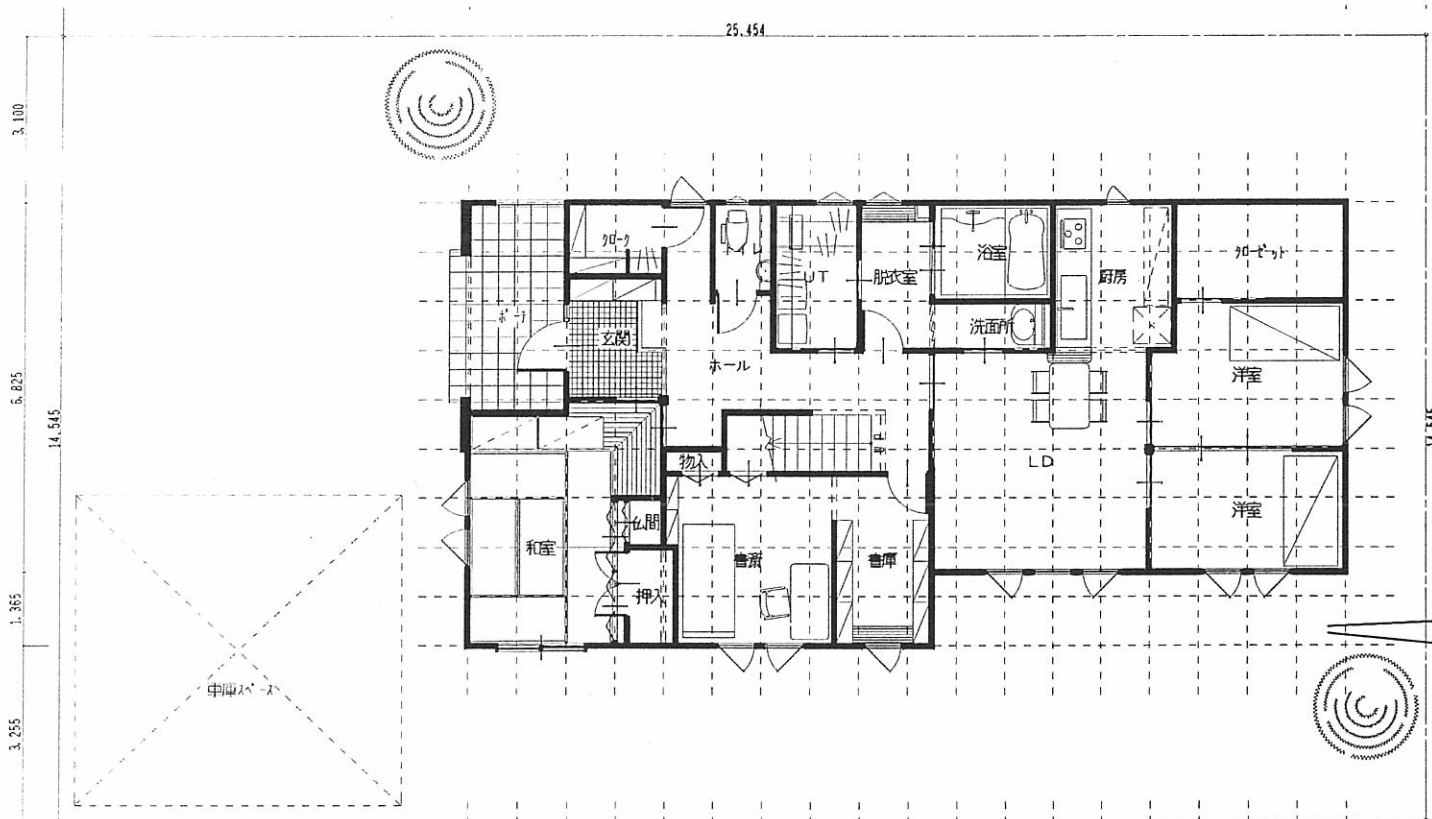 25,454
3,100
クローク
トイレ
UT
脱衣室
浴室
厨房
クローゼット
ポーチ
玄関
洗面所
ホール
洋室
6,825
14,545
UP
LD
物入
仏間
洋室
和室
書斎
書庫
押入
1,365
車庫スペース
3,255